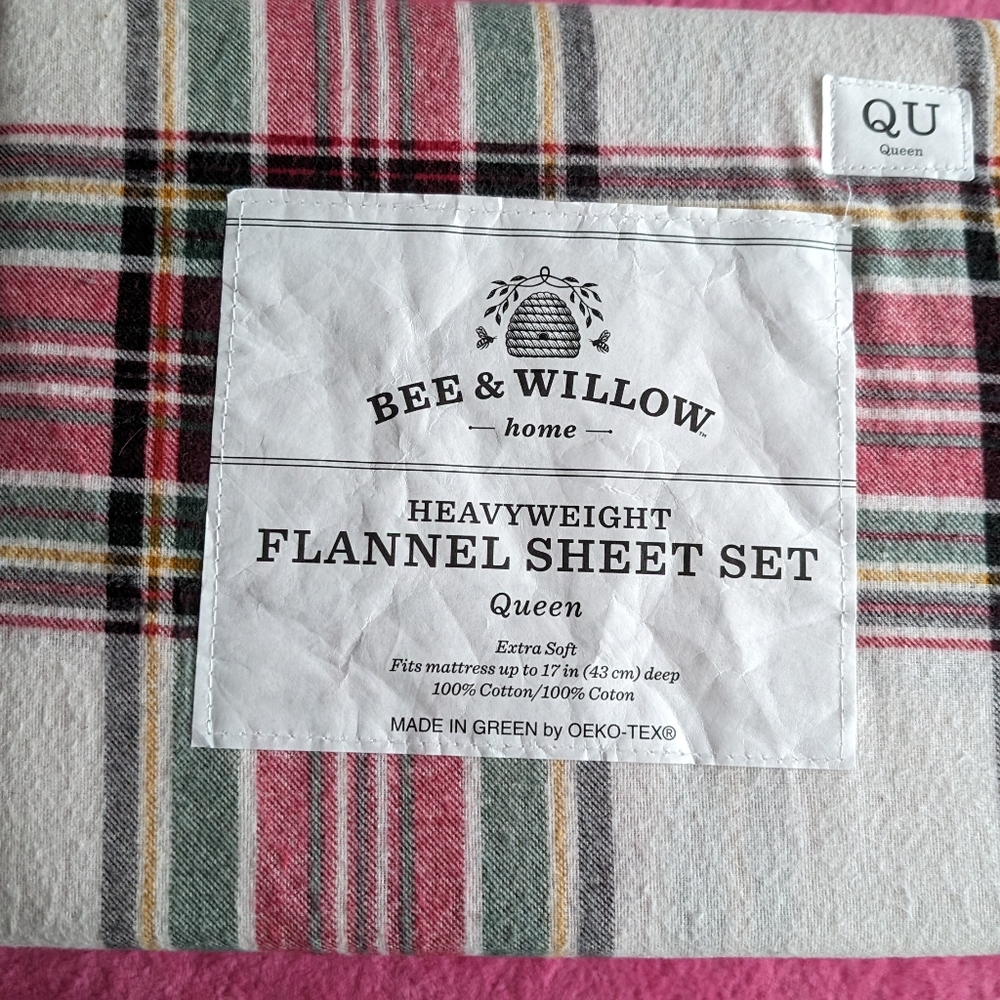 QU
Queen
BEE & WILLOW™
home
HEAVYWEIGHT
FLANNEL SHEET SET
Queen
Extra Soft
Fits mattress up to 17 in (43 cm) deep
100% Cotton/100% Coton
MADE IN GREEN by OEKO-TEX®